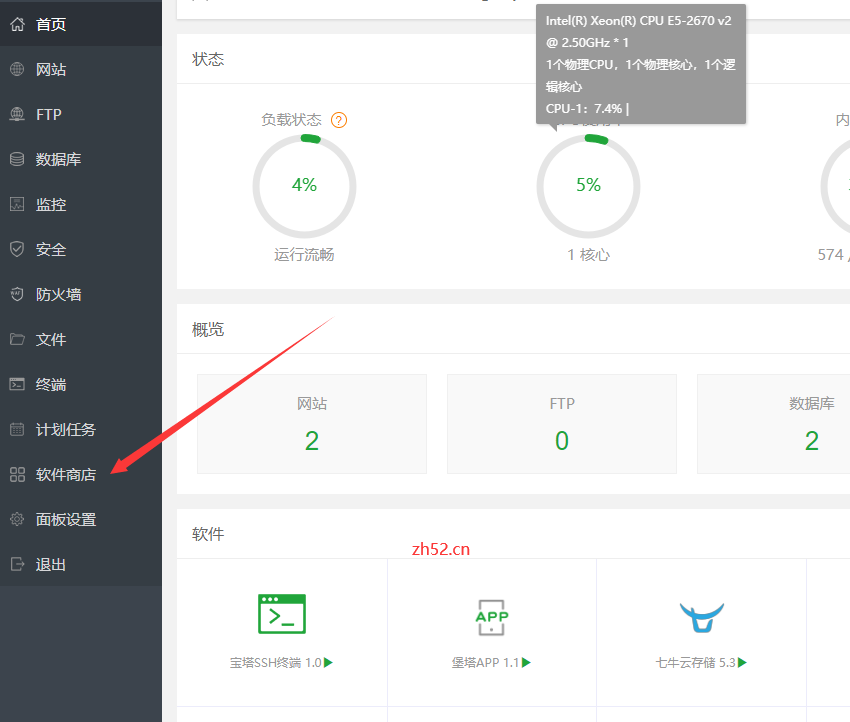 首页
网站
FTP
数据库
监控
安全
防火墙
文件
终端
计划任务
软件商店
面板设置
退出
Intel(R) Xeon(R) CPU E5-2670 v2
@ 2.50GHz * 1
1个物理CPU，1个物理核心，1个逻
辑核心
CPU-1：7.4% |
状态
负载状态 ?
内
4%
5%
运行流畅
1 核心
574 /
概览
网站
FTP
数据库
2
0
2
软件
zh52.cn
APP
宝塔SSH终端 1.0
堡塔APP 1.1
七牛云存储 5.3